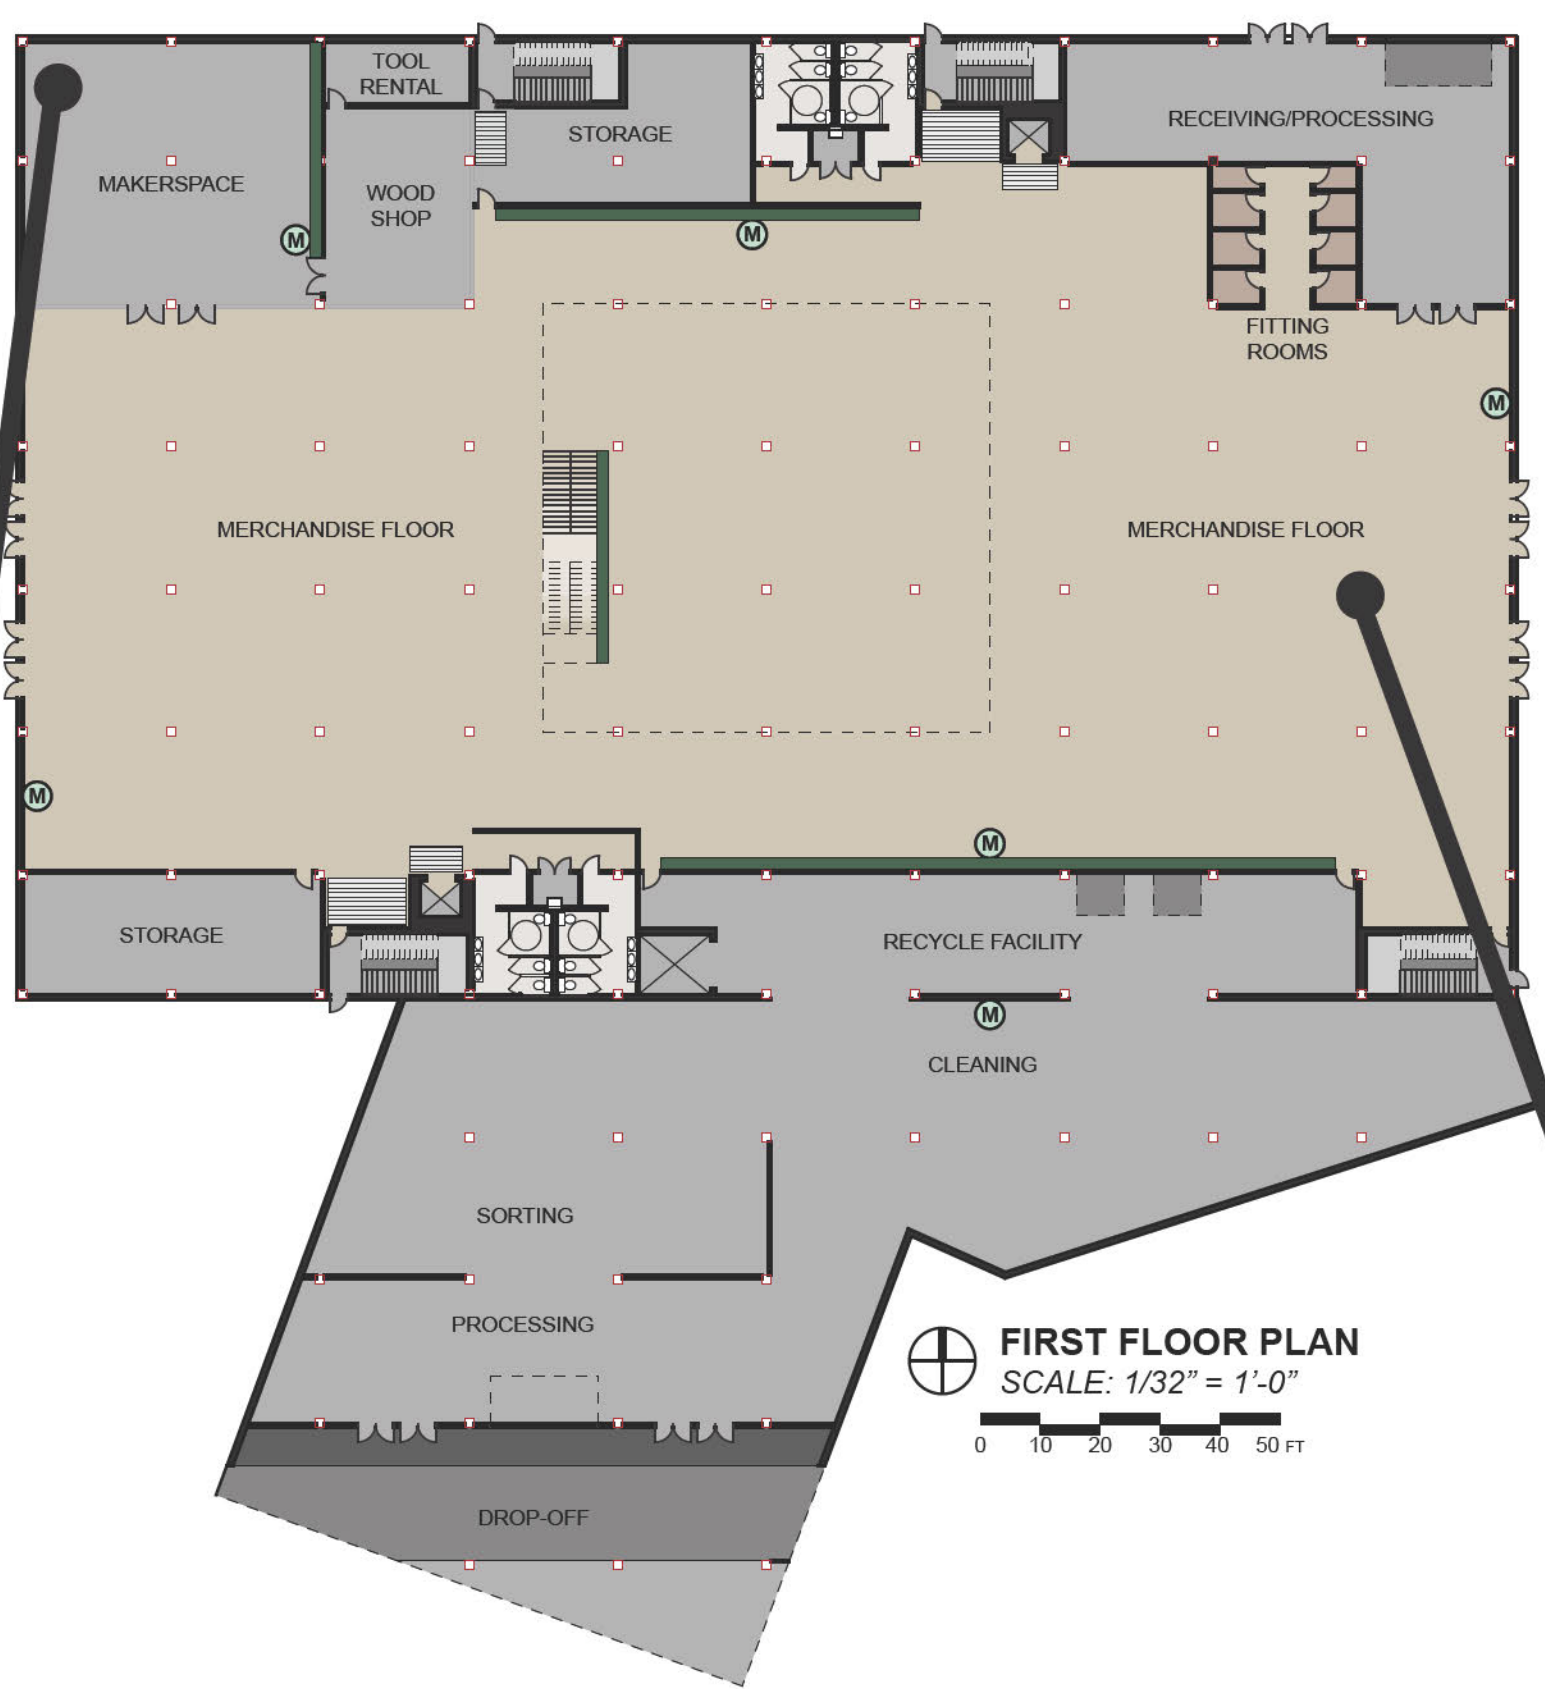 TOOL
RENTAL
STORAGE
RECEIVING/PROCESSING
MAKERSPACE
WOOD
SHOP
M
M
FITTING
ROOMS
M
MERCHANDISE FLOOR
MERCHANDISE FLOOR
M
M
STORAGE
RECYCLE FACILITY
M
CLEANING
SORTING
PROCESSING
FIRST FLOOR PLAN
SCALE: 1/32” = 1’-0”
0 10 20 30 40 50 FT
DROP-OFF